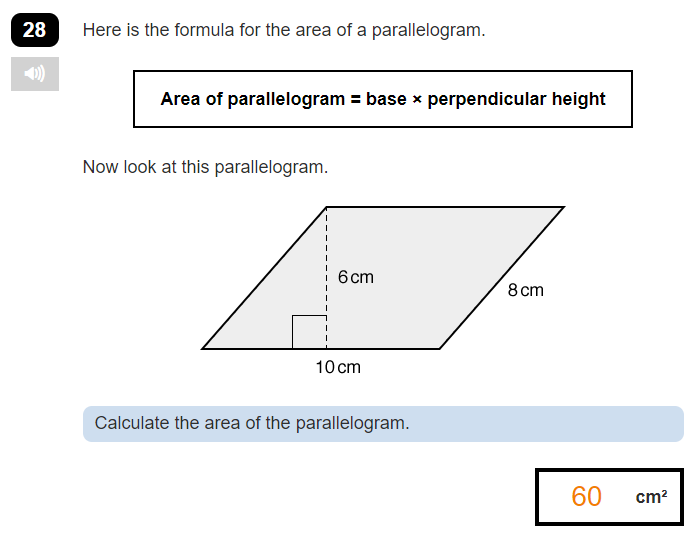 28 Here is the formula for the area of a parallelogram.
Area of parallelogram = base × perpendicular height
Now look at this parallelogram.
6 cm
8 cm
10 cm
Calculate the area of the parallelogram.
60 cm²